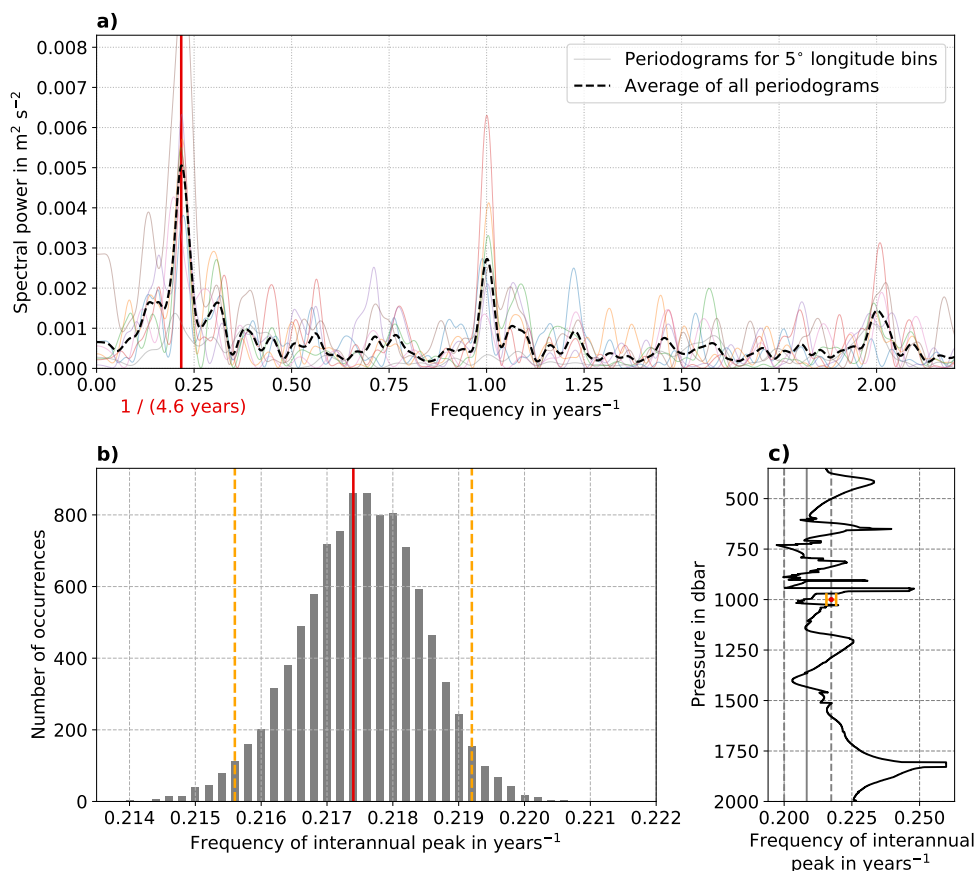 a)
0.008
0.007
0.006
0.005
0.004
0.003
0.002
0.001
0.000
Spectral power in m² s⁻²
Periodograms for 5° longitude bins
Average of all periodograms
0.00 0.25 0.50 0.75 1.00 1.25 1.50 1.75 2.00
1 / (4.6 years)
Frequency in years⁻¹
b)
800
600
400
200
0
Number of occurrences
0.214 0.215 0.216 0.217 0.218 0.219 0.220 0.221 0.222
Frequency of interannual peak in years⁻¹
c)
500
750
1000
1250
1500
1750
2000
Pressure in dbar
0.200 0.225 0.250
Frequency of interannual
peak in years⁻¹